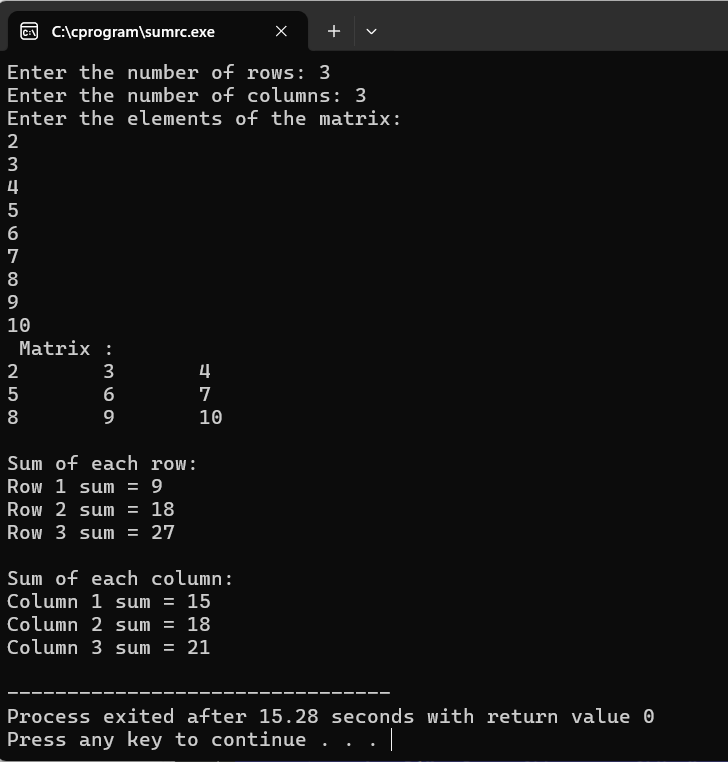 C:\cprogram\sumrc.exe
Enter the number of rows: 3
Enter the number of columns: 3
Enter the elements of the matrix:
2
3
4
5
6
7
8
9
10
 Matrix :
2       3       4
5       6       7
8       9       10

Sum of each row:
Row 1 sum = 9
Row 2 sum = 18
Row 3 sum = 27

Sum of each column:
Column 1 sum = 15
Column 2 sum = 18
Column 3 sum = 21

--------------------------------
Process exited after 15.28 seconds with return value 0
Press any key to continue . . .